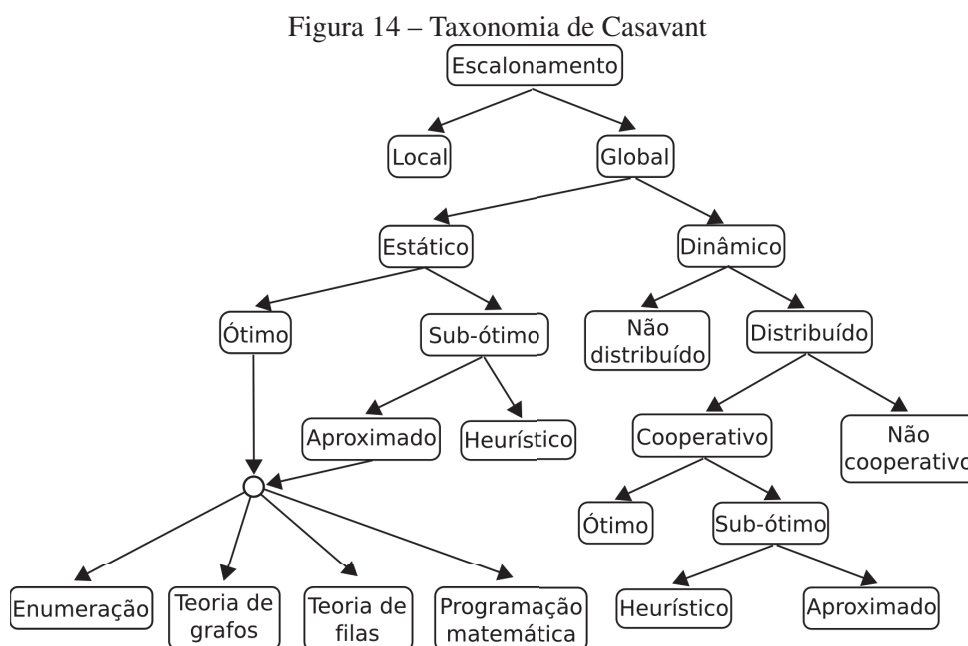 Figura 14 – Taxonomia de Casavant
Escalonamento
Local
Global
Estático
Dinâmico
Ótimo
Sub-ótimo
Não
distribuído
Distribuído
Aproximado
Heurístico
Cooperativo
Não
cooperativo
Ótimo
Sub-ótimo
Enumeração
Teoria de
grafos
Teoria de
filas
Programação
matemática
Heurístico
Aproximado